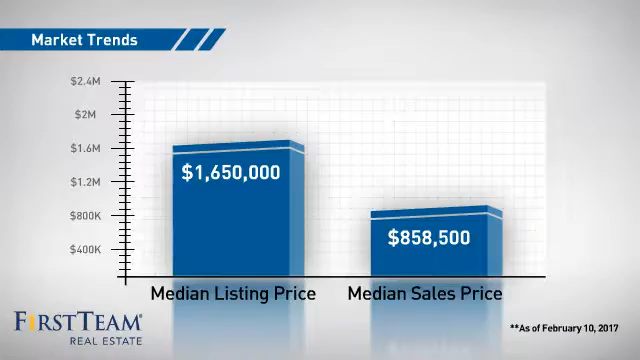 Market Trends
$2.4M
$2M
$1.6M
$1.2M
$800K
$400K
$1,650,000
$858,500
Median Listing Price
Median Sales Price
FIRSTTEAM®
REAL ESTATE
**As of February 10, 2017